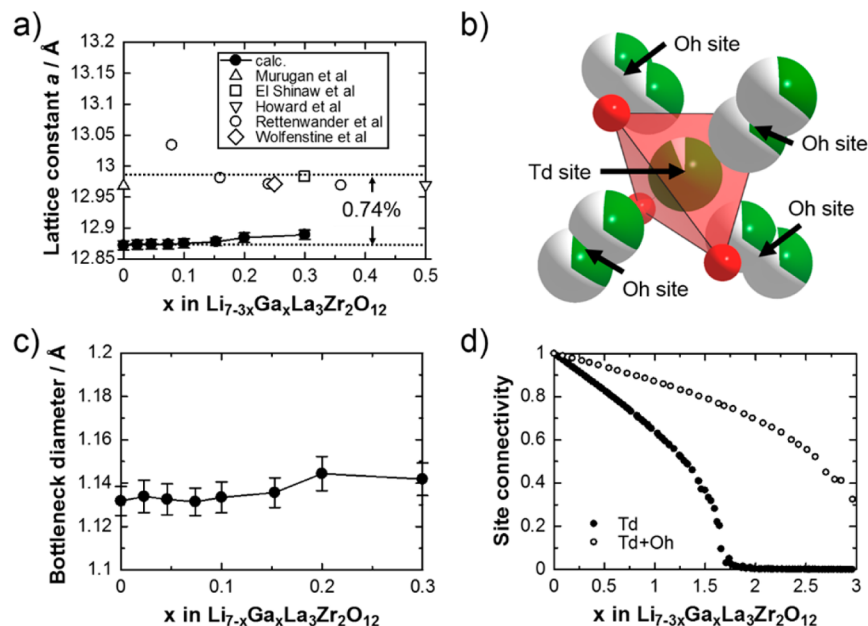 a)
13.2
13.15
13.1
13.05
13
12.95
12.9
12.85
Lattice constant a / Å
calc.
Murugan et al
El Shinaw et al
Howard et al
Rettenwander et al
Wolfenstine et al
0.74%
0 0.1 0.2 0.3 0.4 0.5
x in Li7-3xGaxLa3Zr2O12
b)
Oh site
Oh site
Td site
Oh site
Oh site
c)
1.2
1.18
1.16
1.14
1.12
1.1
Bottleneck diameter / Å
0 0.1 0.2 0.3
x in Li7-xGaxLa3Zr2O12
d)
1
0.8
0.6
0.4
0.2
0
Site connectivity
Td
Td+Oh
0 0.5 1 1.5 2 2.5 3
x in Li7-3xGaxLa3Zr2O12